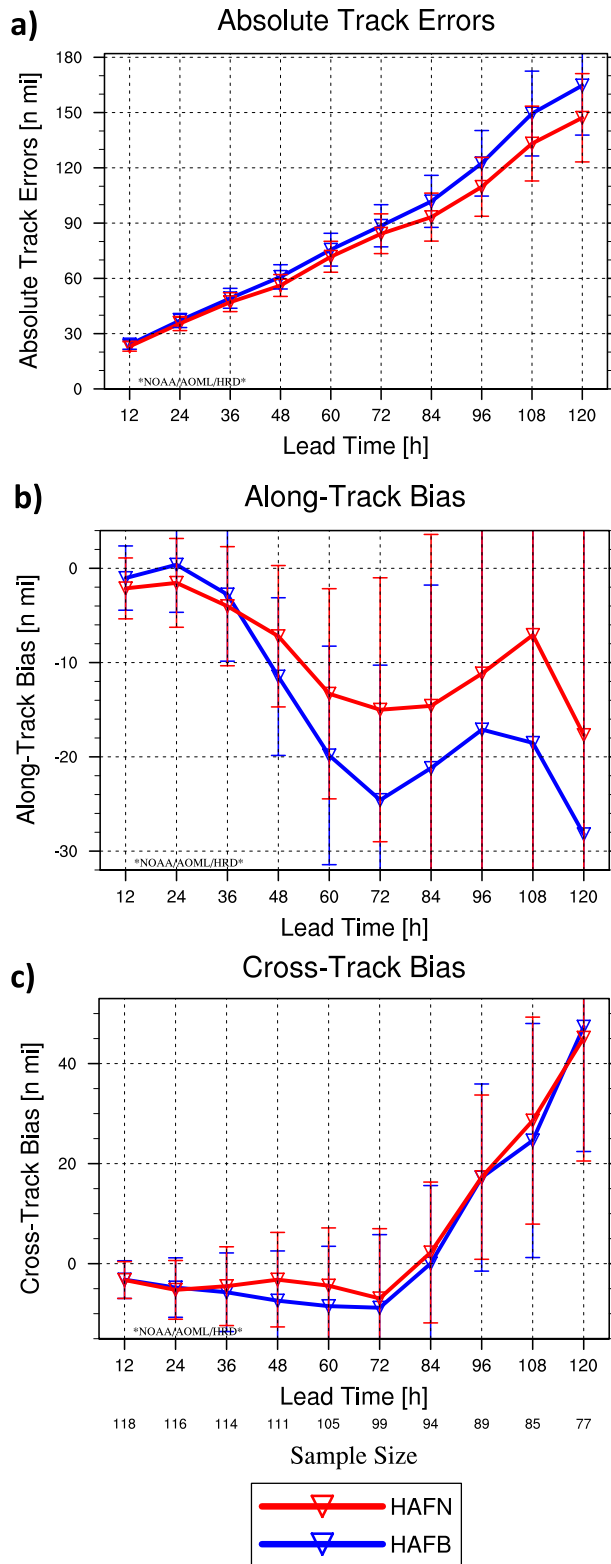 a)
Absolute Track Errors
Absolute Track Errors [n mi]
180
150
120
90
60
30
0
*NOAA/AOML/HRD*
12 24 36 48 60 72 84 96 108 120
Lead Time [h]
b)
Along-Track Bias
Along-Track Bias [n mi]
0
-10
-20
-30
*NOAA/AOML/HRD*
12 24 36 48 60 72 84 96 108 120
Lead Time [h]
c)
Cross-Track Bias
Cross-Track Bias [n mi]
40
20
0
*NOAA/AOML/HRD*
12 24 36 48 60 72 84 96 108 120
Lead Time [h]
118 116 114 111 105 99 94 89 85 77
Sample Size
HAFN
HAFB